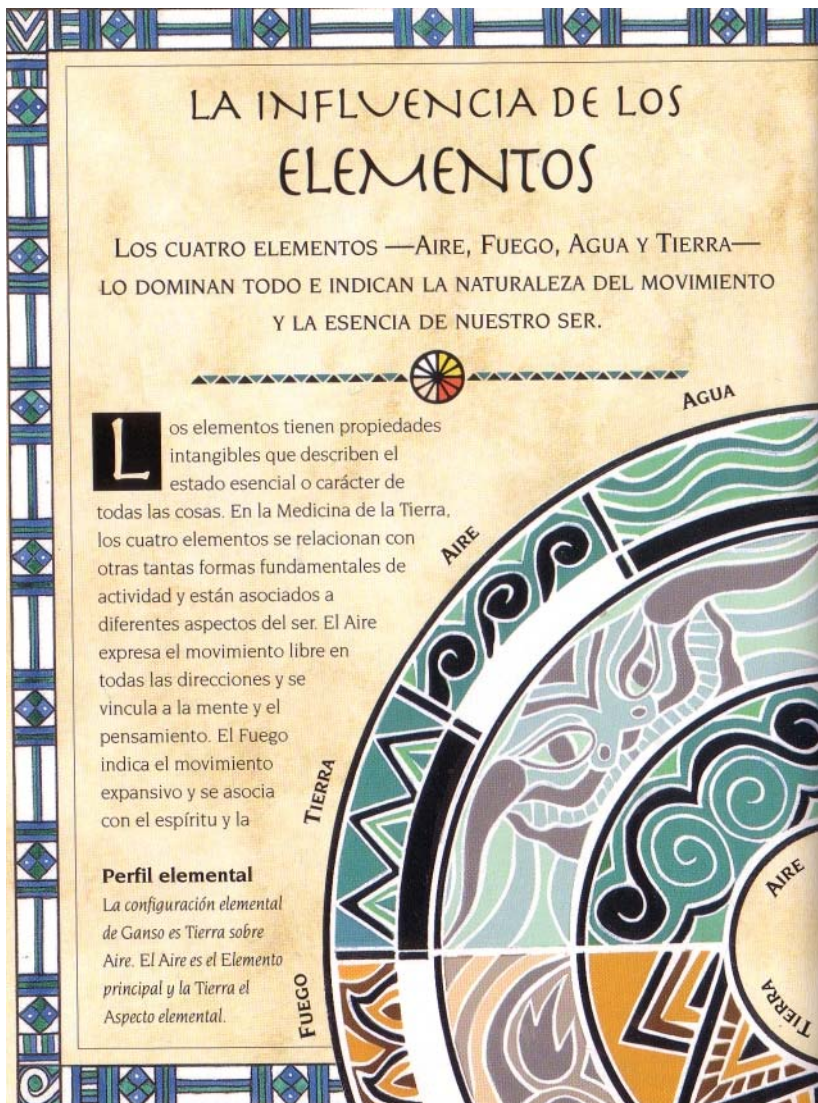 LA INFLUENCIA DE LOS
ELEMENTOS
LOS CUATRO ELEMENTOS —AIRE, FUEGO, AGUA Y TIERRA—
LO DOMINAN TODO E INDICAN LA NATURALEZA DEL MOVIMIENTO
Y LA ESENCIA DE NUESTRO SER.
Los elementos tienen propiedades
intangibles que describen el
estado esencial o carácter de
todas las cosas. En la Medicina de la Tierra,
los cuatro elementos se relacionan con
otras tantas formas fundamentales de
actividad y están asociados a
diferentes aspectos del ser. El Aire
expresa el movimiento libre en
todas las direcciones y se
vincula a la mente y el
pensamiento. El Fuego
indica el movimiento
expansivo y se asocia
con el espíritu y la
Perfil elemental
La configuración elemental
de Ganso es Tierra sobre
Aire. El Aire es el Elemento
principal y la Tierra el
Aspecto elemental.
AGUA
AIRE
TIERRA
FUEGO
AIRE
TIERRA